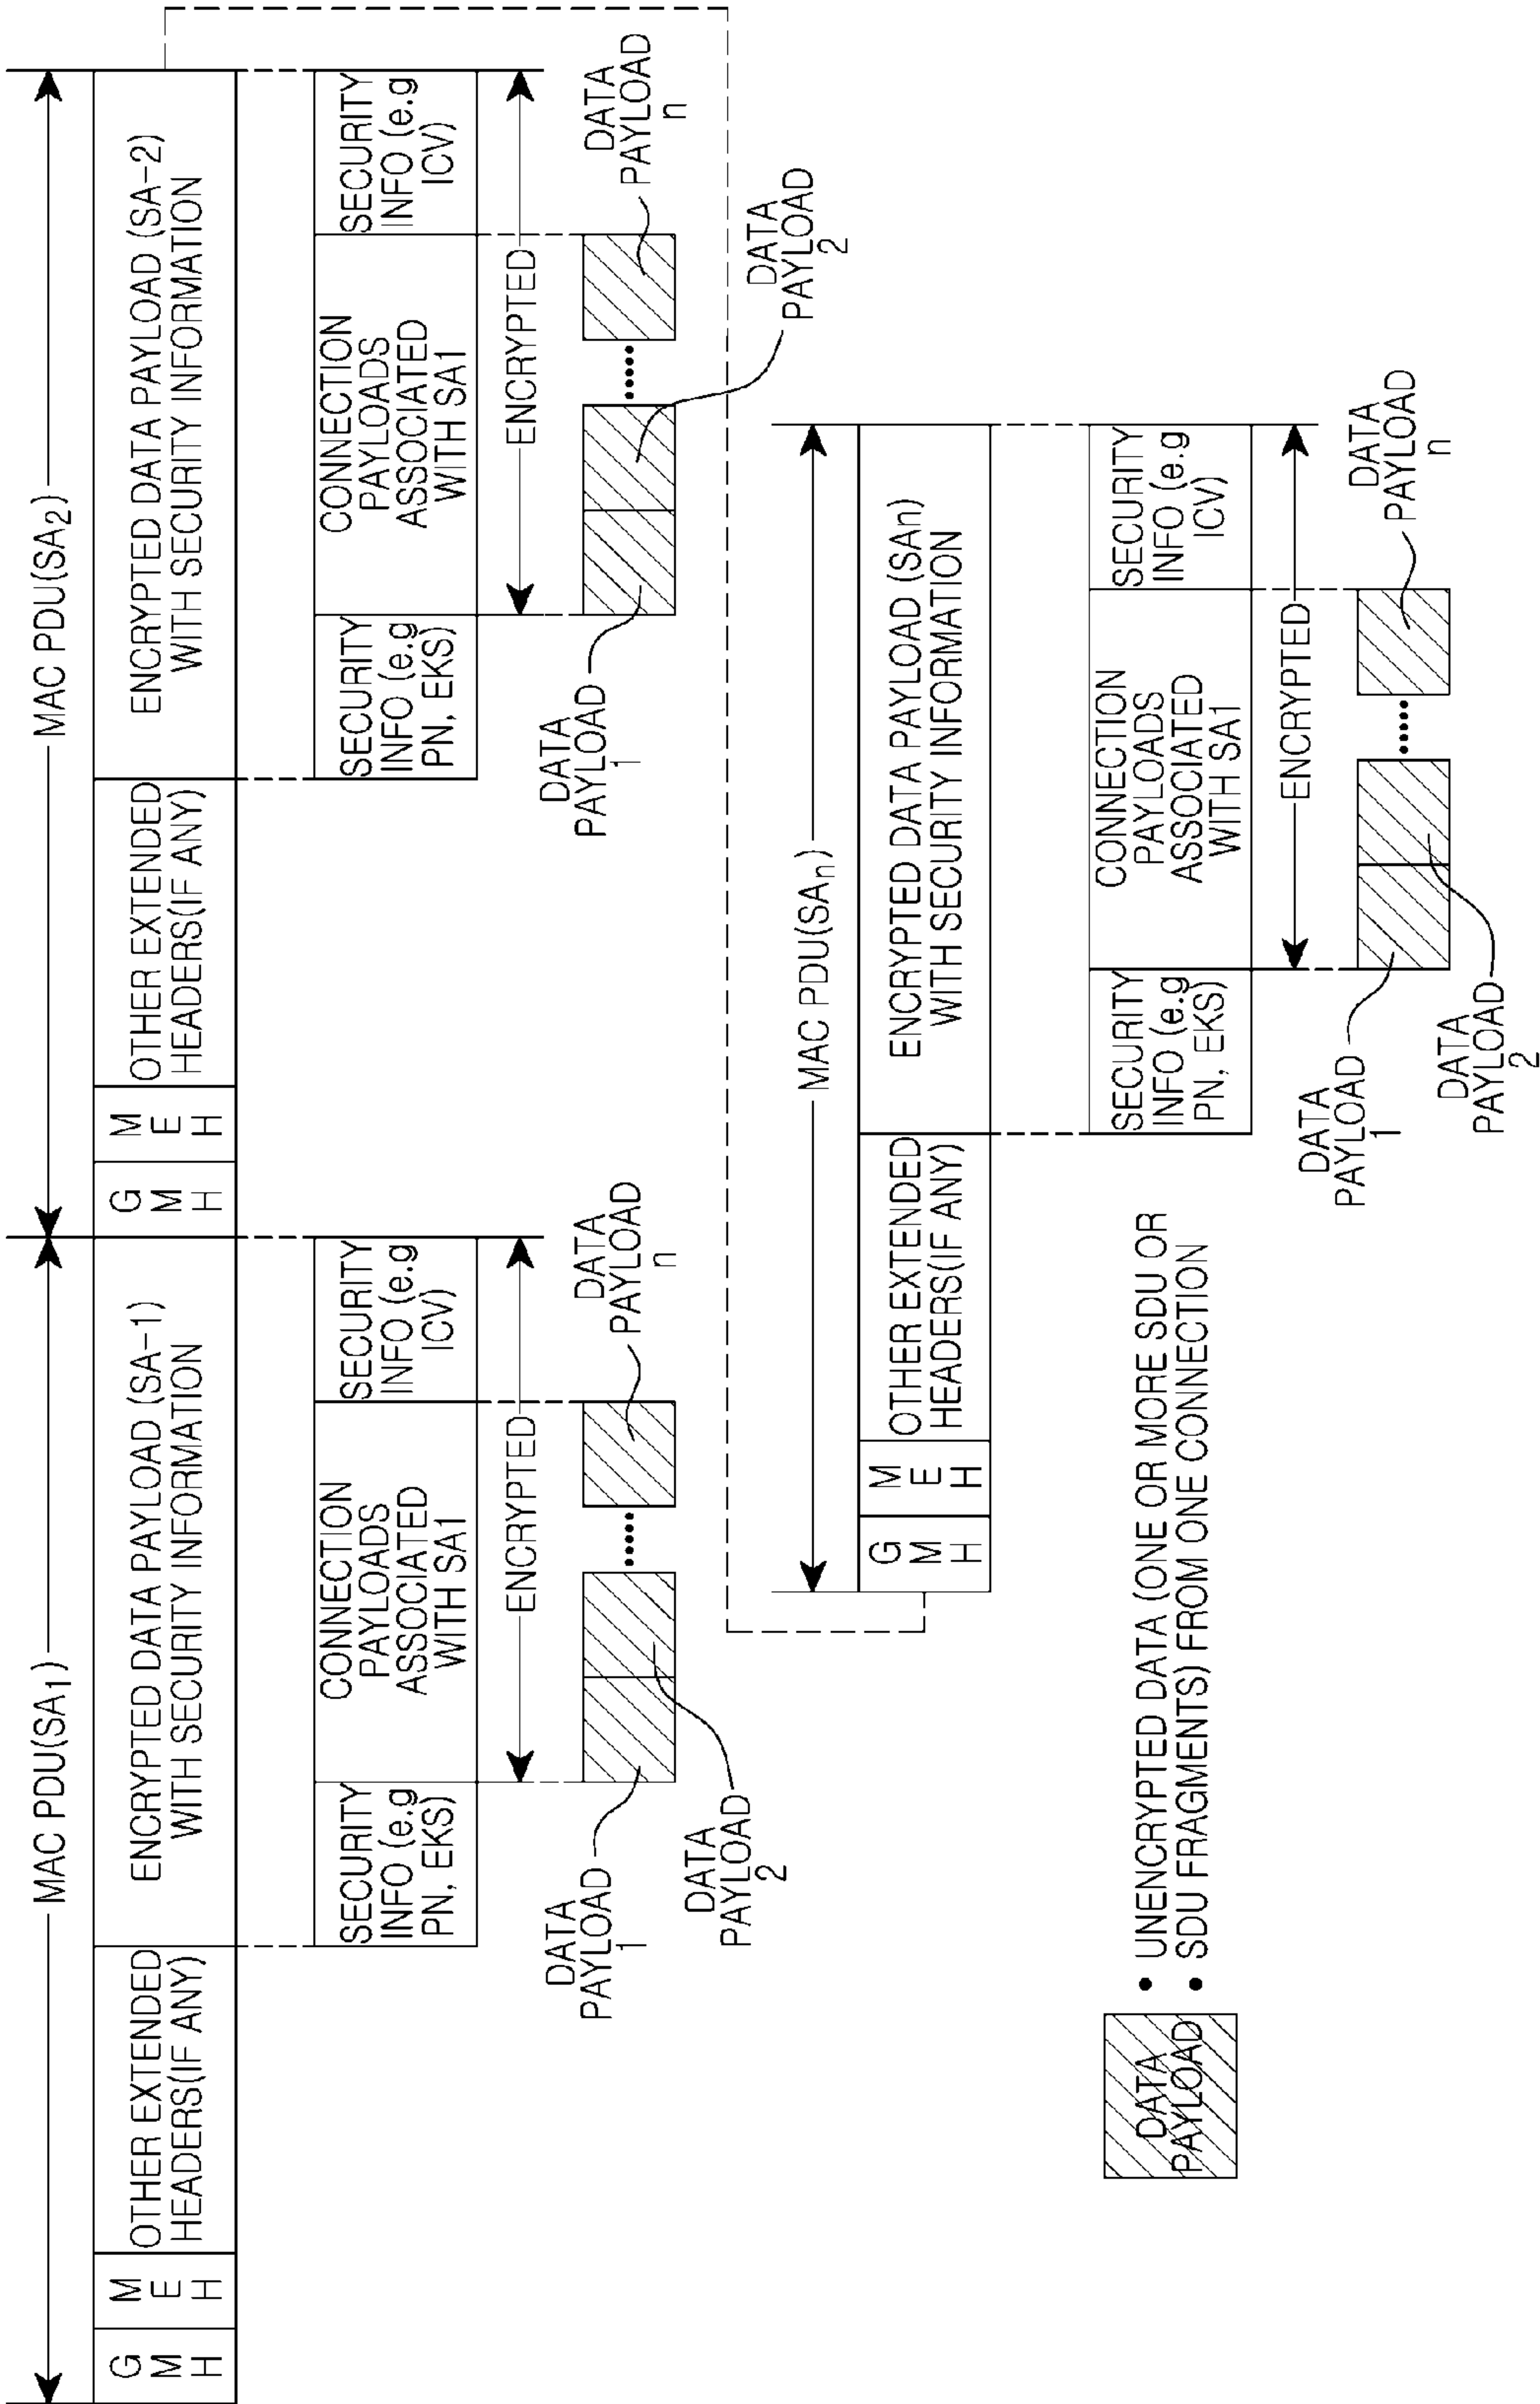 MAC PDU(SA1)
G
M
H
M
E
H
OTHER EXTENDED
HEADERS(IF ANY)
ENCRYPTED DATA PAYLOAD (SA-1)
WITH SECURITY INFORMATION
SECURITY
INFO (e.g
PN, EKS)
CONNECTION
PAYLOADS
ASSOCIATED
WITH SA1
SECURITY
INFO (e.g
ICV)
ENCRYPTED
DATA
PAYLOAD
1
DATA
PAYLOAD
2
DATA
PAYLOAD
n
MAC PDU(SA2)
G
M
H
M
E
H
OTHER EXTENDED
HEADERS(IF ANY)
ENCRYPTED DATA PAYLOAD (SA-2)
WITH SECURITY INFORMATION
SECURITY
INFO (e.g
PN, EKS)
CONNECTION
PAYLOADS
ASSOCIATED
WITH SA1
SECURITY
INFO (e.g
ICV)
ENCRYPTED
DATA
PAYLOAD
1
DATA
PAYLOAD
2
DATA
PAYLOAD
n
MAC PDU(SAn)
G
M
H
M
E
H
OTHER EXTENDED
HEADERS(IF ANY)
ENCRYPTED DATA PAYLOAD (SAn)
WITH SECURITY INFORMATION
SECURITY
INFO (e.g
PN, EKS)
CONNECTION
PAYLOADS
ASSOCIATED
WITH SA1
SECURITY
INFO (e.g
ICV)
ENCRYPTED
DATA
PAYLOAD
1
DATA
PAYLOAD
2
DATA
PAYLOAD
n
DATA
PAYLOAD
• UNENCRYPTED DATA (ONE OR MORE SDU OR
• SDU FRAGMENTS) FROM ONE CONNECTION